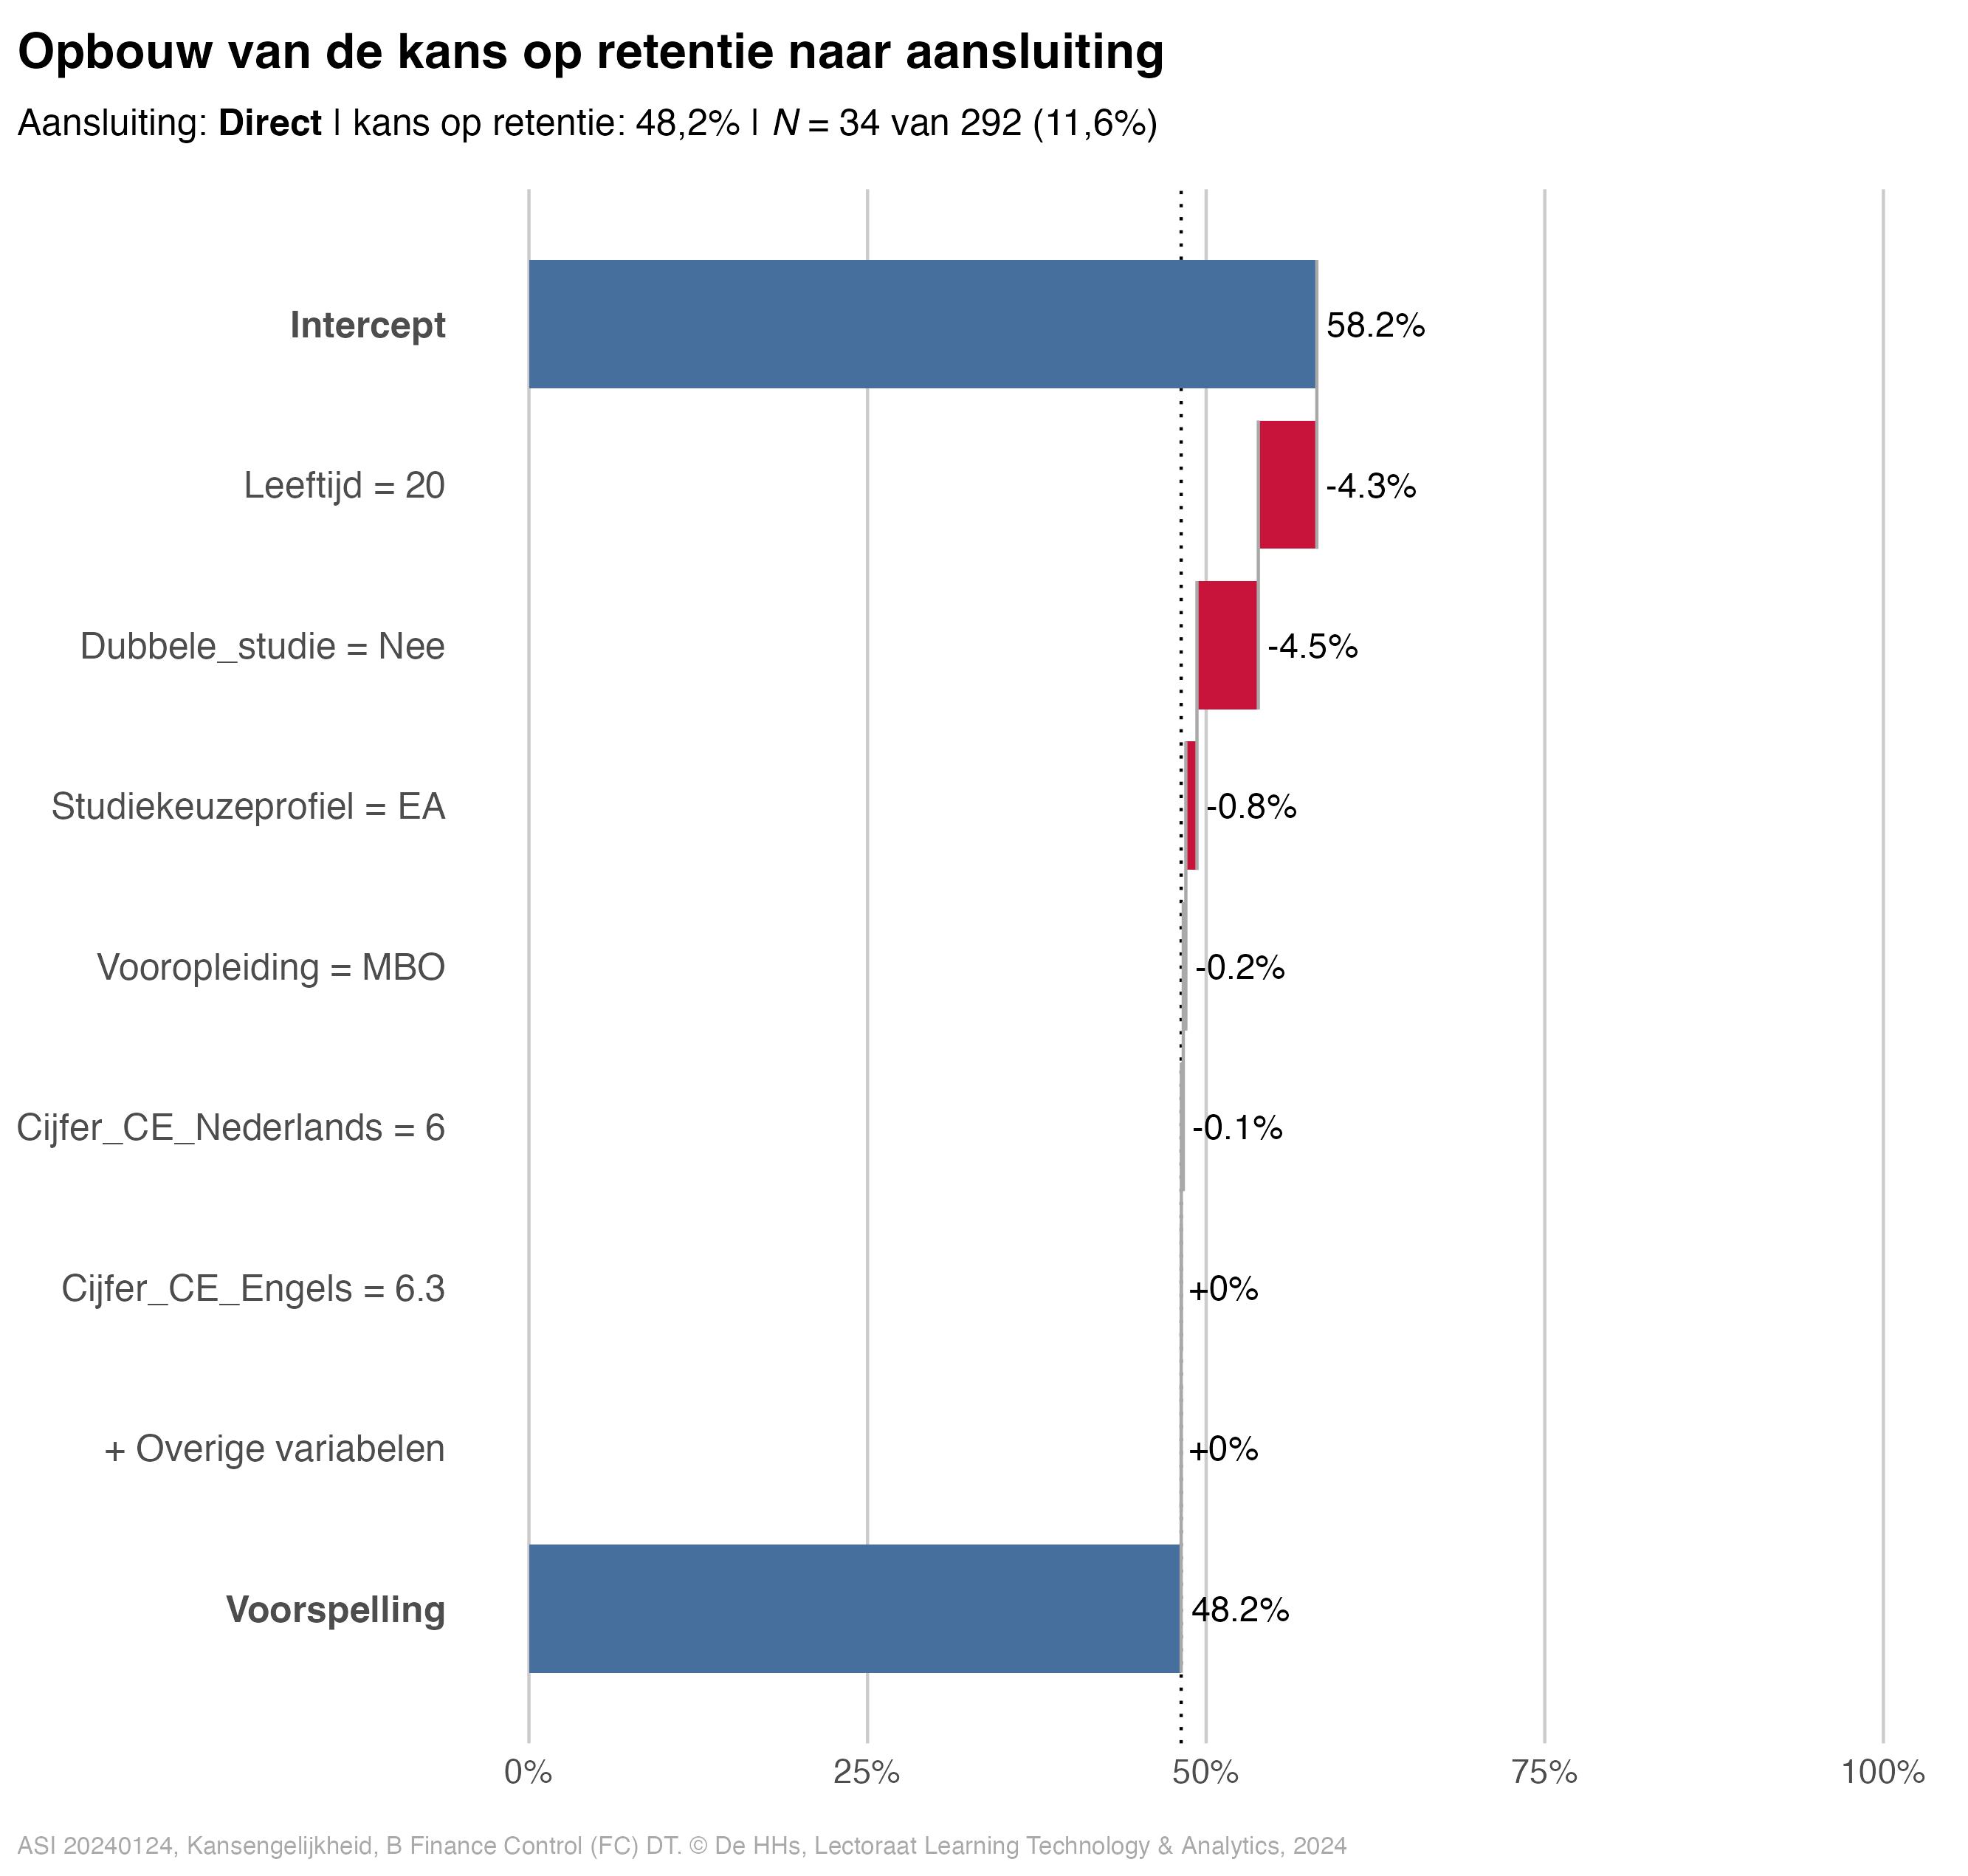 Opbouw van de kans op retentie naar aansluiting
Aansluiting: Direct | kans op retentie: 48,2% | N = 34 van 292 (11,6%)
Intercept
58.2%
Leeftijd = 20
-4.3%
Dubbele_studie = Nee
-4.5%
Studiekeuzeprofiel = EA
-0.8%
Vooropleiding = MBO
-0.2%
Cijfer_CE_Nederlands = 6
-0.1%
Cijfer_CE_Engels = 6.3
+0%
+ Overige variabelen
+0%
Voorspelling
48.2%
0% 25% 50% 75% 100%
ASI 20240124, Kansengelijkheid, B Finance Control (FC) DT. © De HHs, Lectoraat Learning Technology & Analytics, 2024